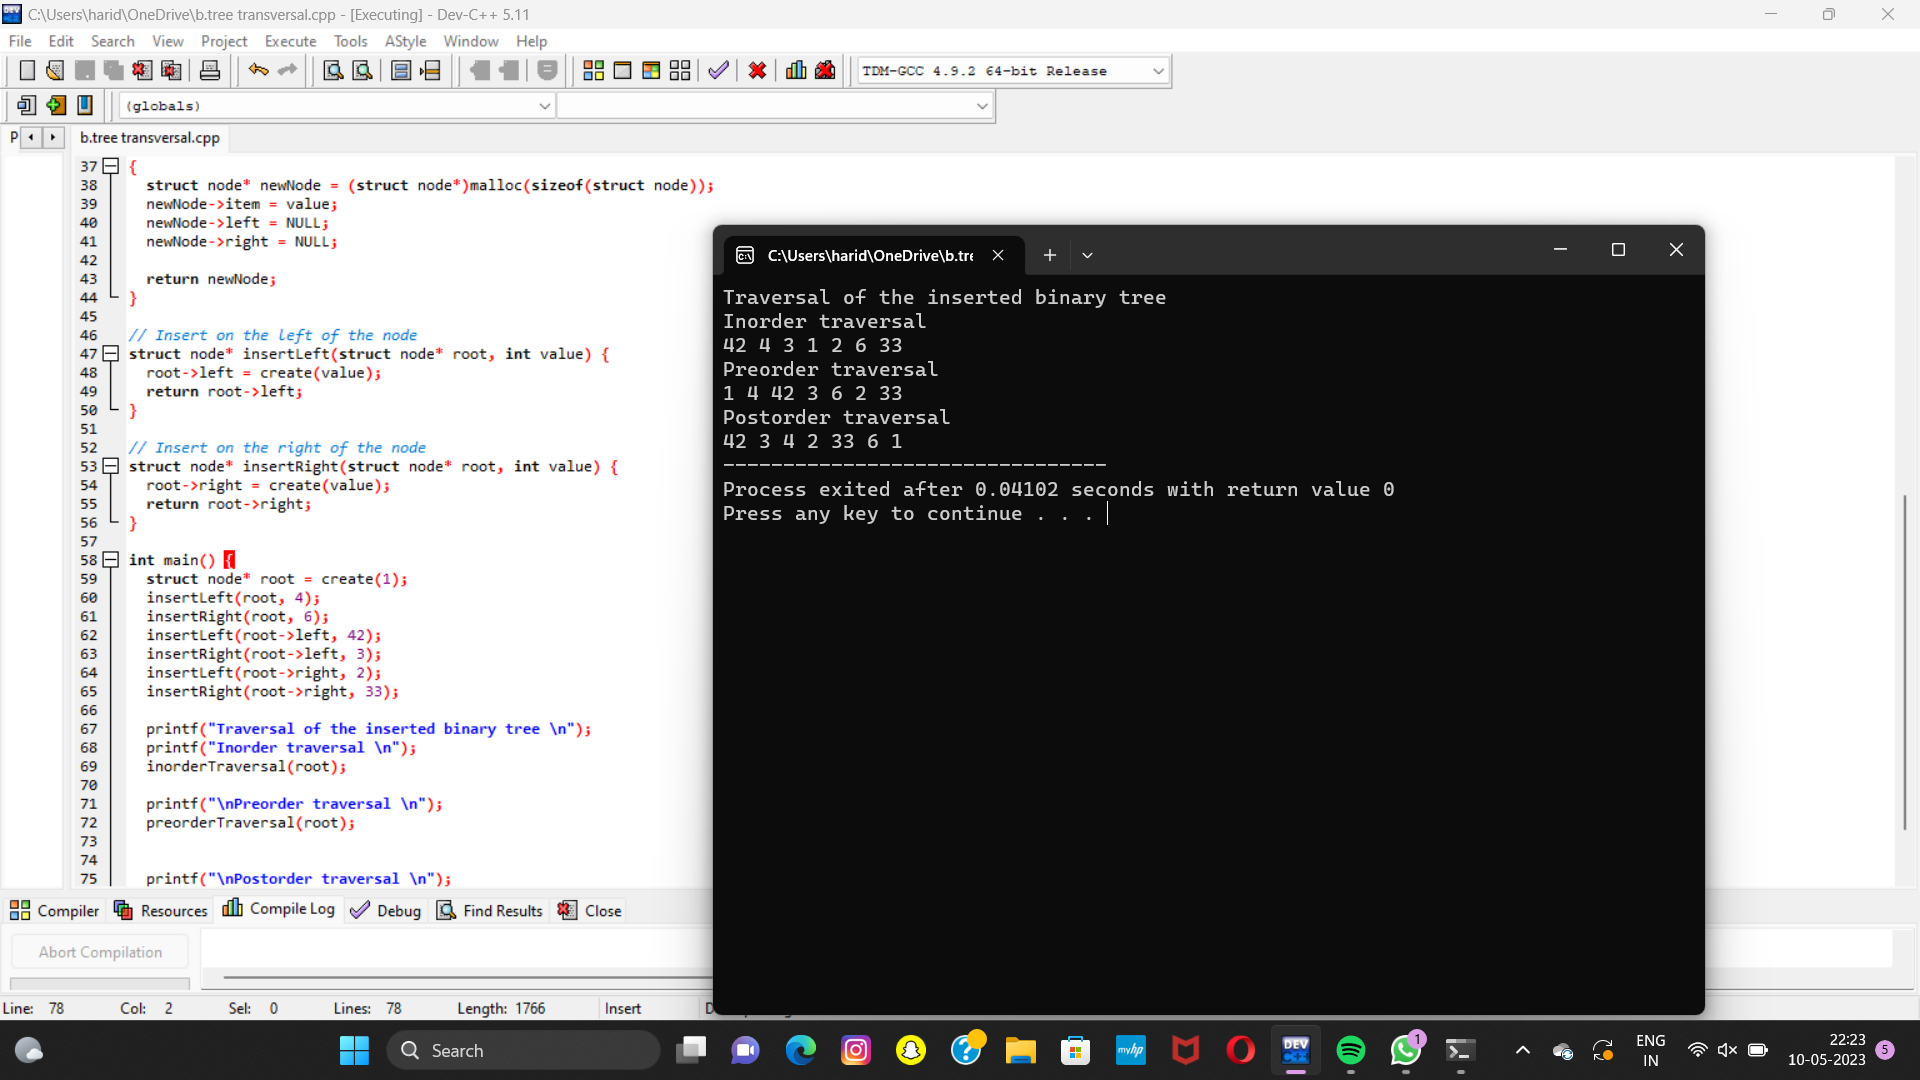 C:\Users\harid\OneDrive\b.tree transversal.cpp - [Executing] - Dev-C++ 5.11
File Edit Search View Project Execute Tools AStyle Window Help
TDM-GCC 4.9.2 64-bit Release
(globals)
P b.tree transversal.cpp
37 {
38 struct node* newNode = (struct node*)malloc(sizeof(struct node));
39 newNode->item = value;
40 newNode->left = NULL;
41 newNode->right = NULL;
42
43 return newNode;
44 }
45
46 // Insert on the left of the node
47 struct node* insertLeft(struct node* root, int value) {
48 root->left = create(value);
49 return root->left;
50 }
51
52 // Insert on the right of the node
53 struct node* insertRight(struct node* root, int value) {
54 root->right = create(value);
55 return root->right;
56 }
57
58 int main() {
59 struct node* root = create(1);
60 insertLeft(root, 4);
61 insertRight(root, 6);
62 insertLeft(root->left, 42);
63 insertRight(root->left, 3);
64 insertLeft(root->right, 2);
65 insertRight(root->right, 33);
66
67 printf("Traversal of the inserted binary tree \n");
68 printf("Inorder traversal \n");
69 inorderTraversal(root);
70
71 printf("\nPreorder traversal \n");
72 preorderTraversal(root);
73
74
75 printf("\nPostorder traversal \n");
C:\Users\harid\OneDrive\b.tre
Traversal of the inserted binary tree
Inorder traversal
42 4 3 1 2 6 33
Preorder traversal
1 4 42 3 6 2 33
Postorder traversal
42 3 4 2 33 6 1
--------------------------------
Process exited after 0.04102 seconds with return value 0
Press any key to continue . . .
Compiler Resources Compile Log Debug Find Results Close
Abort Compilation
Line: 78 Col: 2 Sel: 0 Lines: 78 Length: 1766 Insert
Search
myhp
DEV
1
ENG
IN
22:23
10-05-2023
5